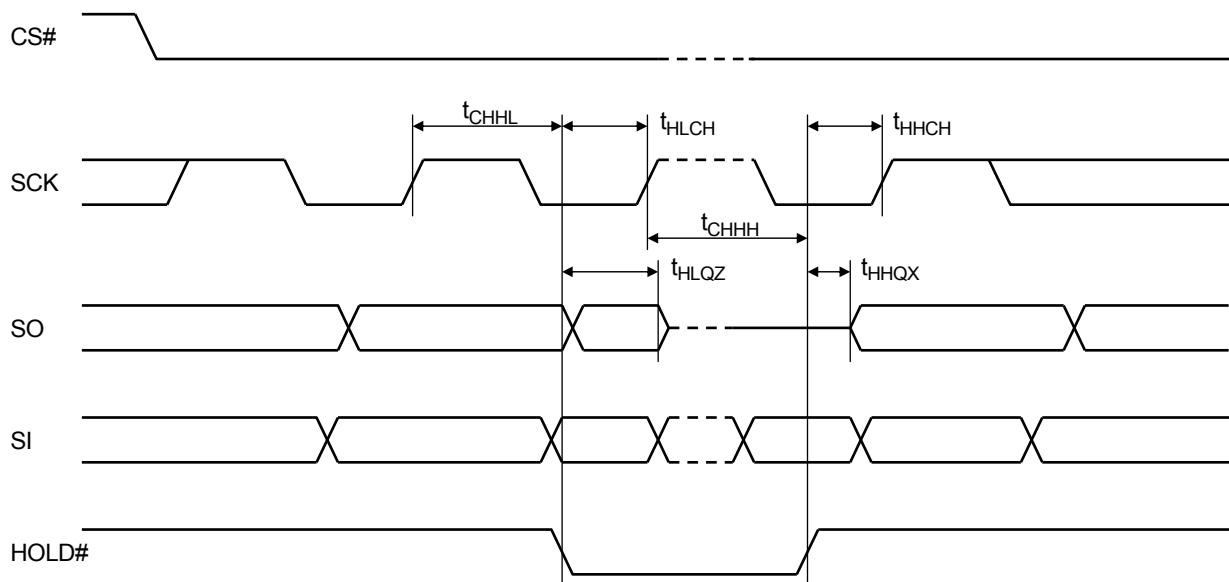 CS#
tCHHL
tHLCH
tHHCH
SCK
tCHHH
tHLQZ
tHHQX
SO
SI
HOLD#